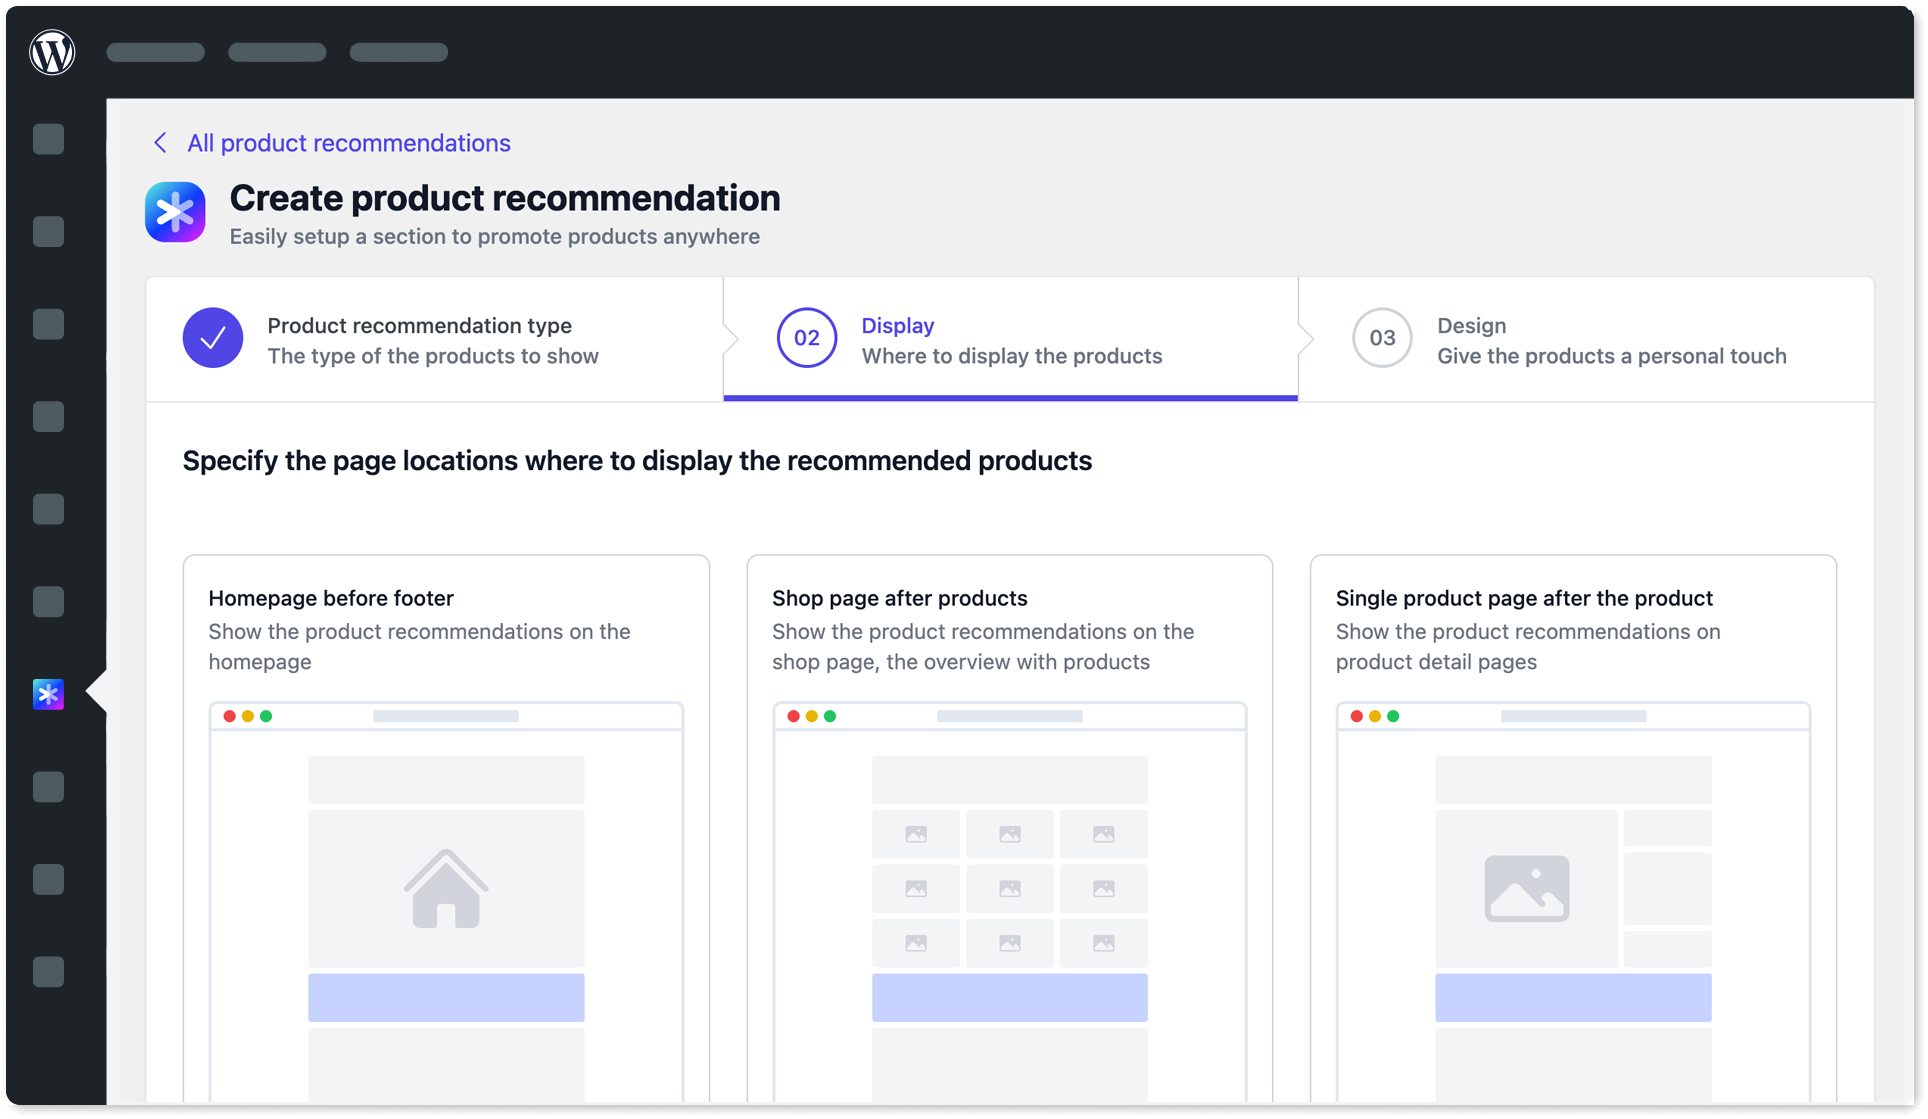 All product recommendations
Create product recommendation
Easily setup a section to promote products anywhere
Product recommendation type
The type of the products to show
02
Display
Where to display the products
03
Design
Give the products a personal touch
Specify the page locations where to display the recommended products
Homepage before footer
Show the product recommendations on the
homepage
Shop page after products
Show the product recommendations on the
shop page, the overview with products
Single product page after the product
Show the product recommendations on
product detail pages